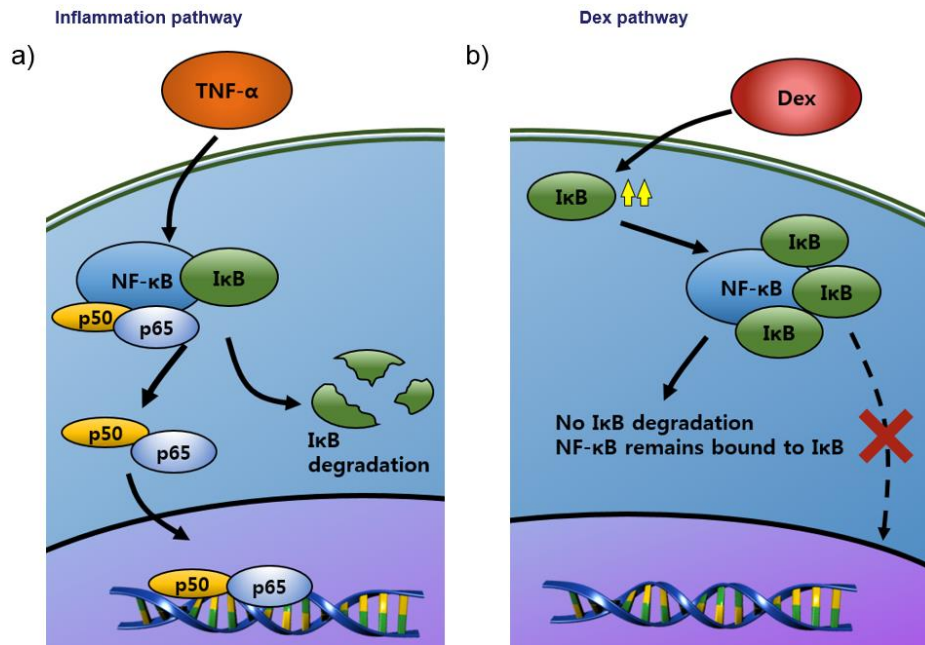 Inflammation pathway
Dex pathway
a)
TNF-α
NF-κB
IκB
p50
p65
p50
p65
IκB
degradation
p50
p65
b)
Dex
IκB
IκB
NF-κB
IκB
IκB
No IκB degradation
NF-κB remains bound to IκB